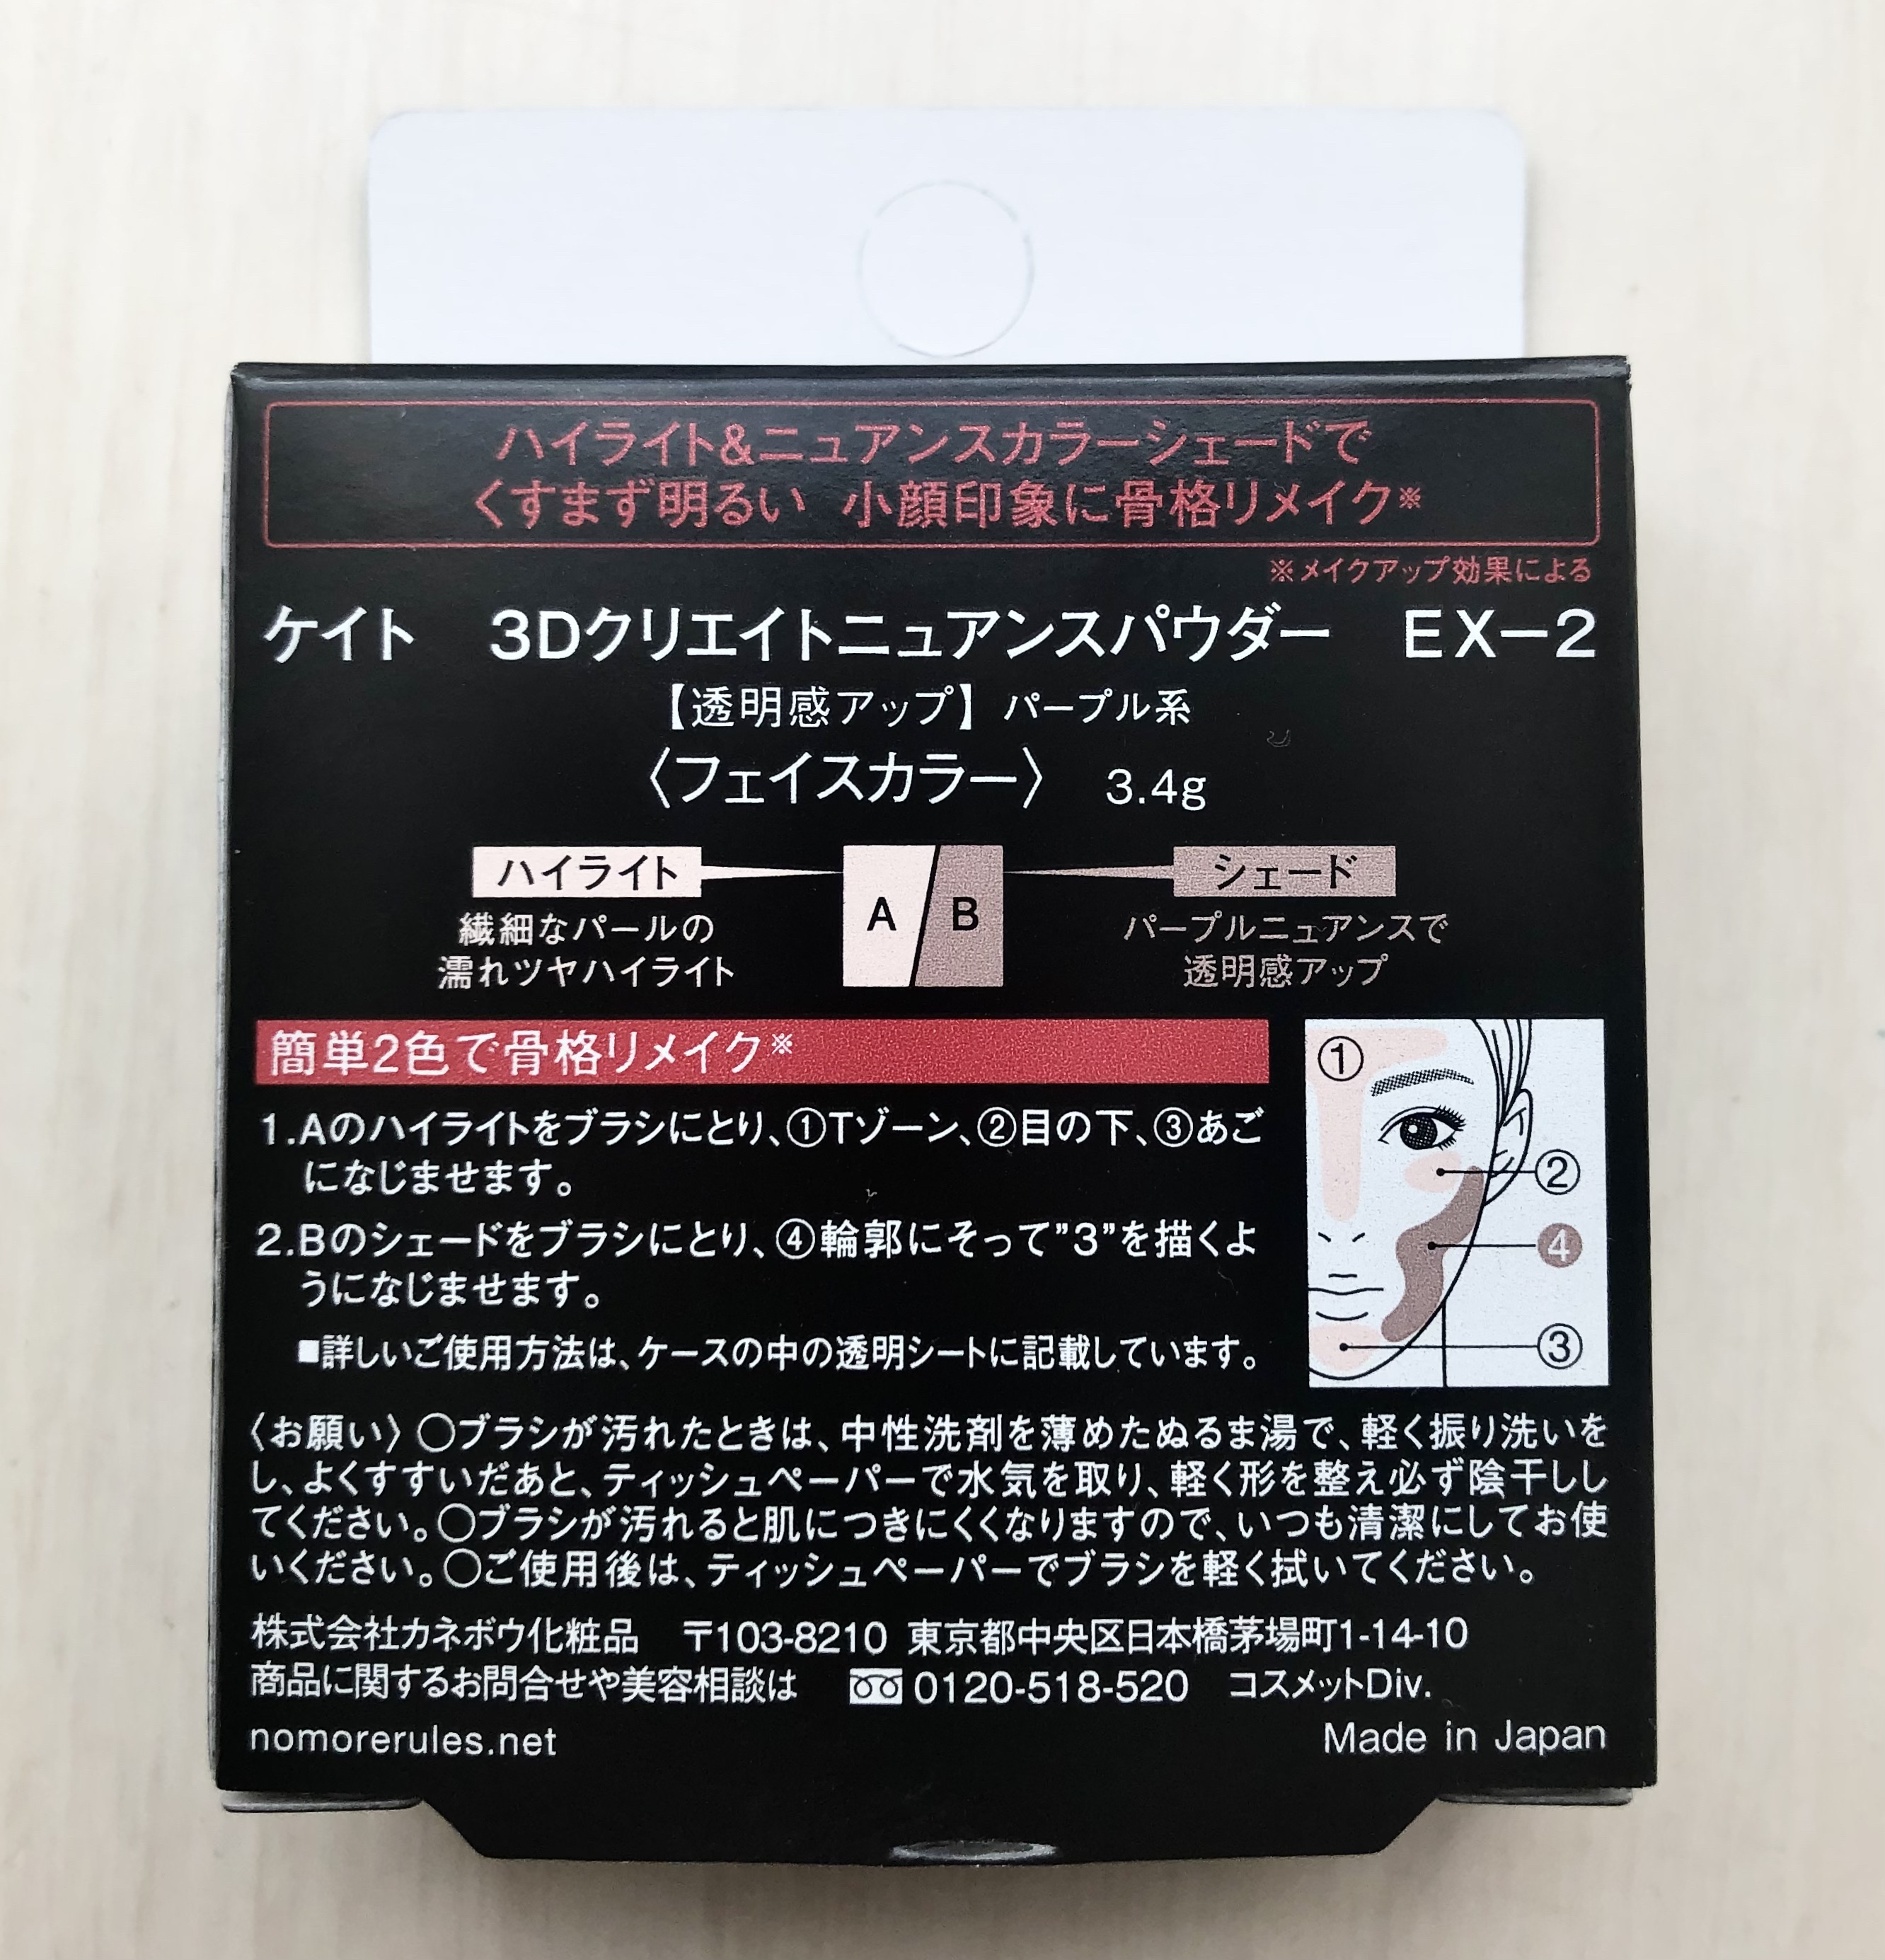 ハイライト&ニュアンスカラーシェードで
くすまず明るい 小顔印象に骨格リメイク※
※メイクアップ効果による
ケイト 3Dクリエイトニュアンスパウダー EX−2
【透明感アップ】パープル系
〈フェイスカラー〉 3.4g
ハイライト
A
B
シェード
繊細なパールの
濡れツヤハイライト
パープルニュアンスで
透明感アップ
簡単2色で骨格リメイク※
1.Aのハイライトをブラシにとり、①Tゾーン、②目の下、③あご
になじませます。
2.Bのシェードをブラシにとり、④輪郭にそって”3”を描くよ
うになじませます。
■詳しいご使用方法は、ケースの中の透明シートに記載しています。
①
②
④
③
〈お願い〉○ブラシが汚れたときは、中性洗剤を薄めたぬるま湯で、軽く振り洗いを
し、よくすすいだあと、ティッシュペーパーで水気を取り、軽く形を整え必ず陰干しし
てください。○ブラシが汚れると肌につきにくくなりますので、いつも清潔にしてお使
いください。○ご使用後は、ティッシュペーパーでブラシを軽く拭いてください。
株式会社カネボウ化粧品 〒103-8210 東京都中央区日本橋茅場町1-14-10
商品に関するお問合せや美容相談は 0120-518-520 コスメットDiv.
nomorerules.net
Made in Japan